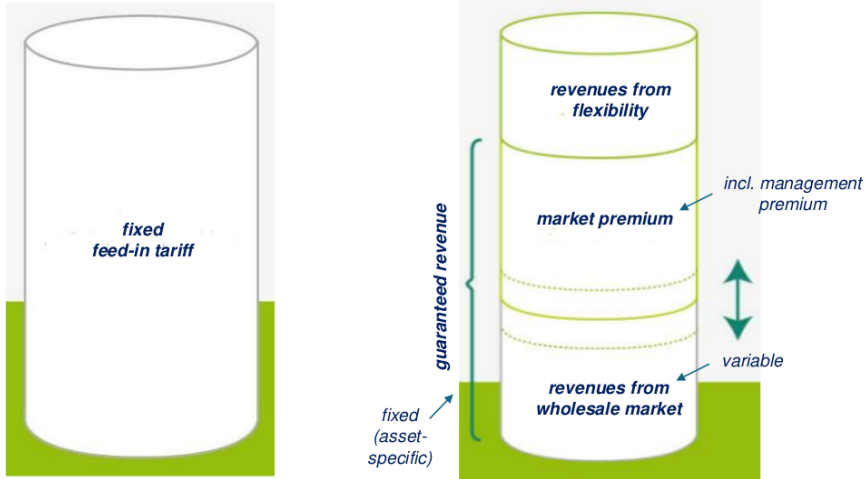 fixed
feed-in tariff
revenues from
flexibility
guaranteed revenue
market premium
incl. management
premium
variable
revenues from
wholesale market
fixed
(asset-
specific)